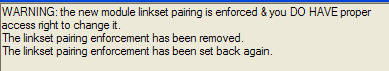 WARNING: the new module linkset pairing is enforced & you DO HAVE proper
access right to change it.
The linkset pairing enforcement has been removed.
The linkset pairing enforcement has been set back again.